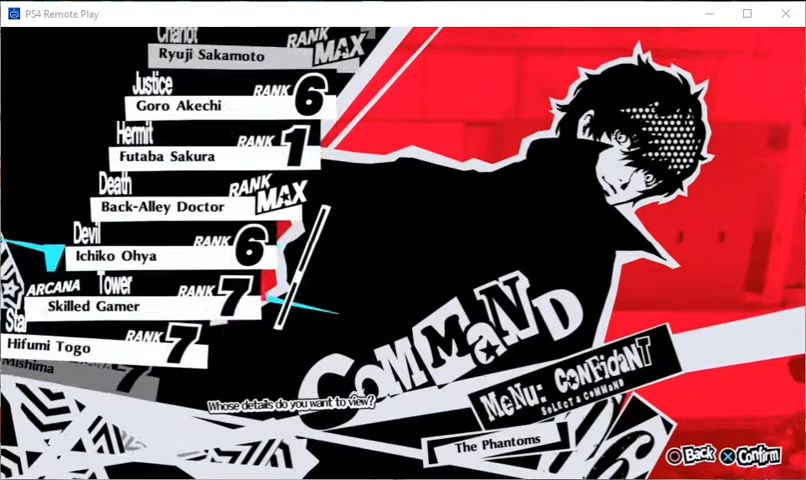 PS4 Remote Play
Chariot
Ryuji Sakamoto RANK MAX
Justice
Goro Akechi RANK 6
Hermit
Futaba Sakura RANK 1
Death
Back-Alley Doctor RANK MAX
Devil
Ichiko Ohya RANK 6
ARCANA Tower
Skilled Gamer RANK 7
Star
Hifumi Togo RANK 7
Mishima 7
COMMAND
MENU: CONFIDANT
SELECT A COMMAND
Whose details do you want to view?
The Phantoms
Back Confirm